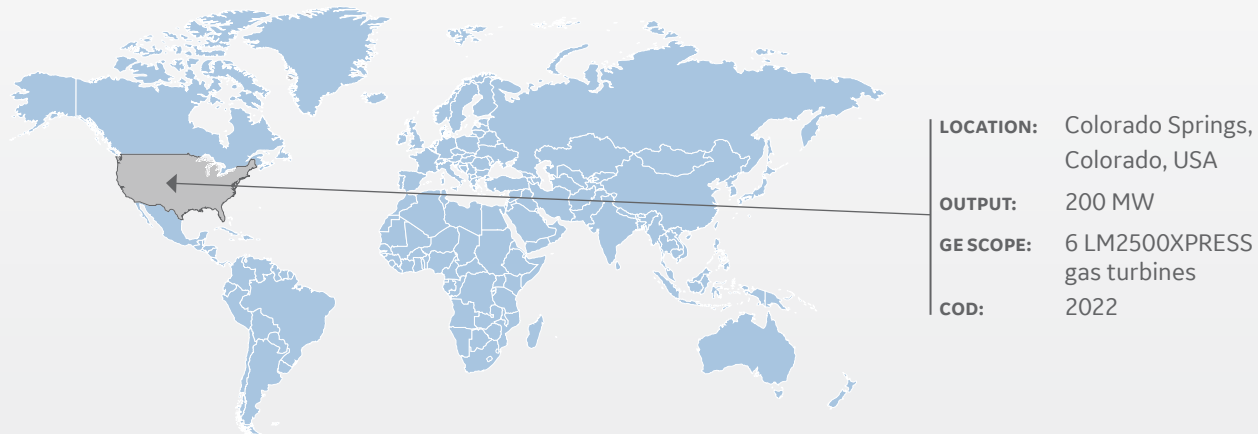 LOCATION: Colorado Springs,
Colorado, USA
OUTPUT: 200 MW
GE SCOPE: 6 LM2500XPRESS
gas turbines
COD: 2022